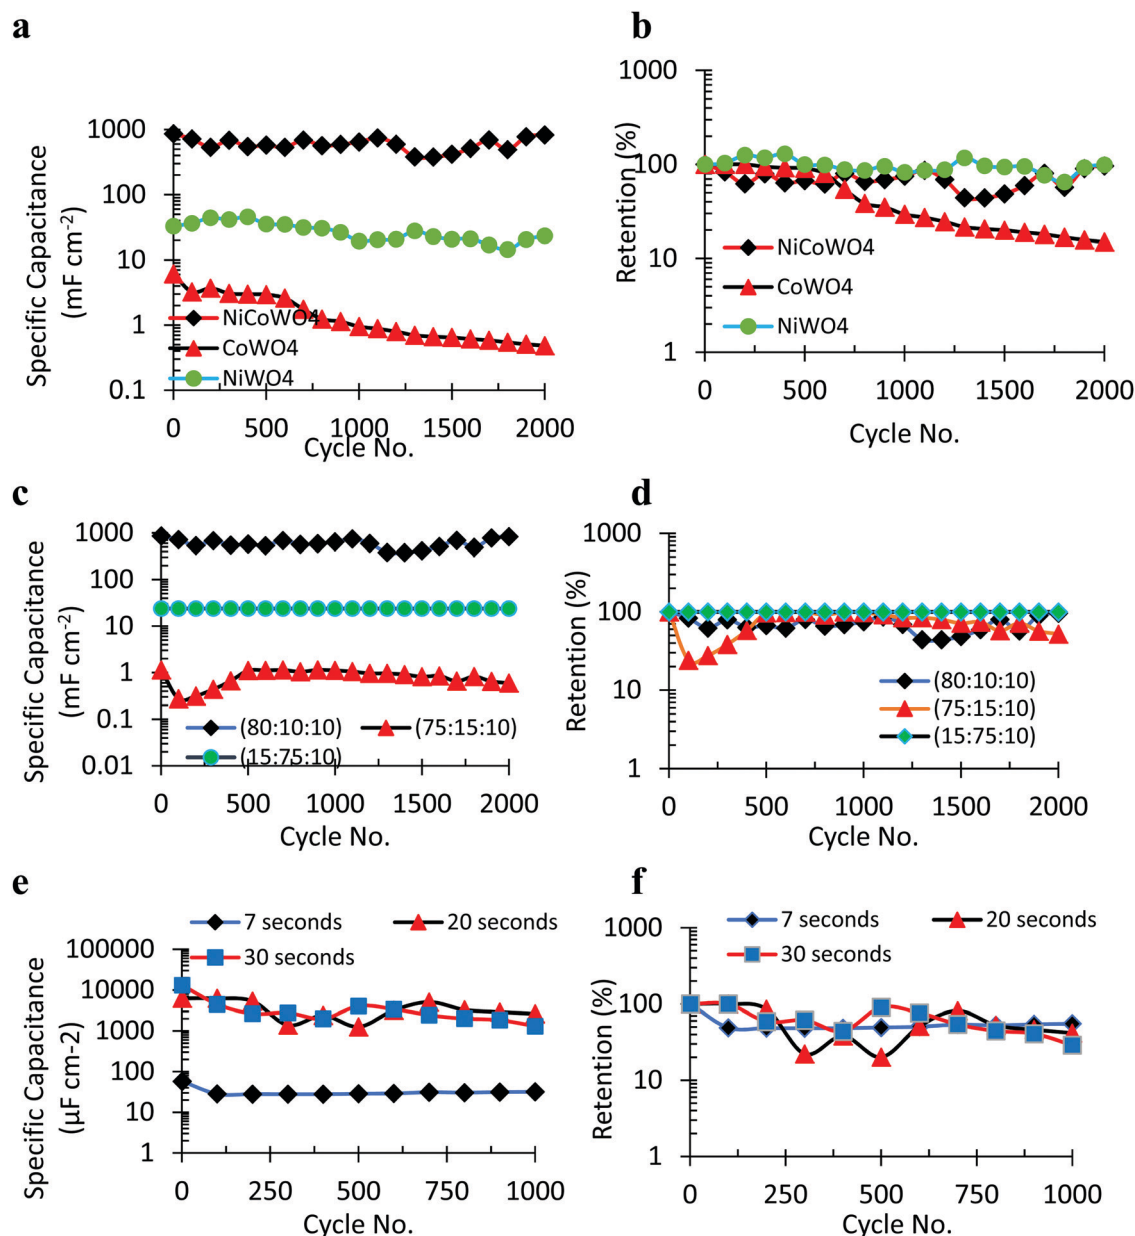 a
1000
100
10
1
0.1
Specific Capacitance
(mF cm-2)
NiCoWO4
CoWO4
NiWO4
0 500 1000 1500 2000
Cycle No.
b
1000
100
10
1
Retention (%)
NiCoWO4
CoWO4
NiWO4
0 500 1000 1500 2000
Cycle No.
c
1000
100
10
1
0.1
0.01
Specific Capacitance
(mF cm-2)
(80:10:10) (75:15:10)
(15:75:10)
0 500 1000 1500 2000
Cycle No.
d
1000
100
10
1
Retention (%)
(80:10:10)
(75:15:10)
(15:75:10)
0 500 1000 1500 2000
Cycle No.
e
7 seconds 20 seconds
30 seconds
100000
10000
1000
100
10
1
Specific Capacitance
(µF cm-2)
0 250 500 750 1000
Cycle No.
f
7 seconds 20 seconds
30 seconds
1000
100
10
1
Retention (%)
0 250 500 750 1000
Cycle No.